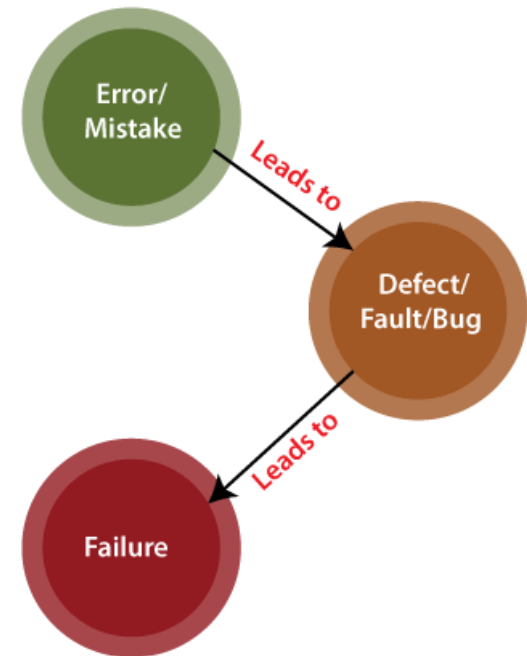 Error/
Mistake
Leads to
Defect/
Fault/Bug
Leads to
Failure